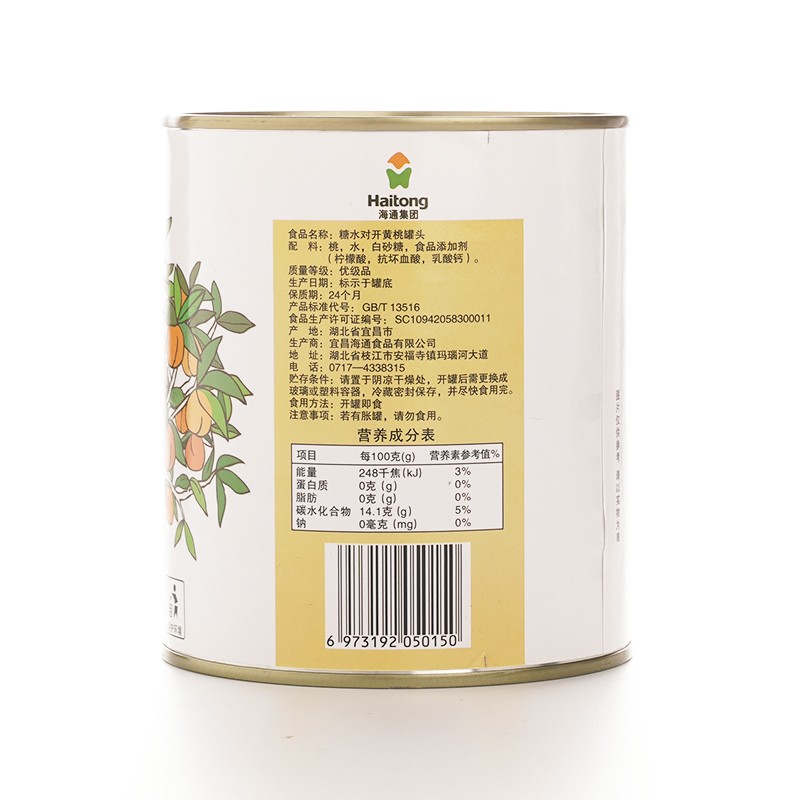 Haitong
海通集团
食品名称：糖水对开黄桃罐头
配　料：桃，水，白砂糖，食品添加剂
（柠檬酸，抗坏血酸，乳酸钙）。
质量等级：优级品
生产日期：标示于罐底
保质期：24个月
产品标准代号：GB/T 13516
食品生产许可证编号：SC10942058300011
产　地：湖北省宜昌市
生产商：宜昌海通食品有限公司
地　址：湖北省枝江市安福寺镇玛瑙河大道
电　话：0717—4338315
贮存条件：请置于阴凉干燥处，开罐后需更换成
玻璃或塑料容器，冷藏密封保存，并尽快食用完。
食用方法：开罐即食
注意事项：若有胀罐，请勿食用。
营养成分表
项目 每100克(g) 营养素参考值%
能量 248千焦(kJ) 3%
蛋白质 0克 (g) 0%
脂肪 0克 (g) 0%
碳水化合物 14.1克 (g) 5%
钠 0毫克 (mg) 0%
6 973192 050150
图片仅供参考，请以实物为准